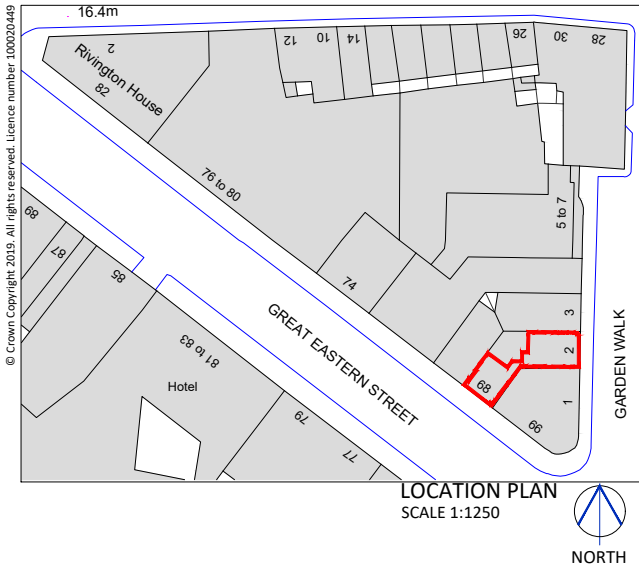 © Crown Copyright 2019. All rights reserved. Licence number 100020449
16.4m
2
Rivington House
82
12
10
14
26
30
28
76 to 80
5 to 7
74
3
2
1
68
66
GARDEN WALK
GREAT EASTERN STREET
89
87
85
81 to 83
Hotel
79
77
LOCATION PLAN
SCALE 1:1250
NORTH